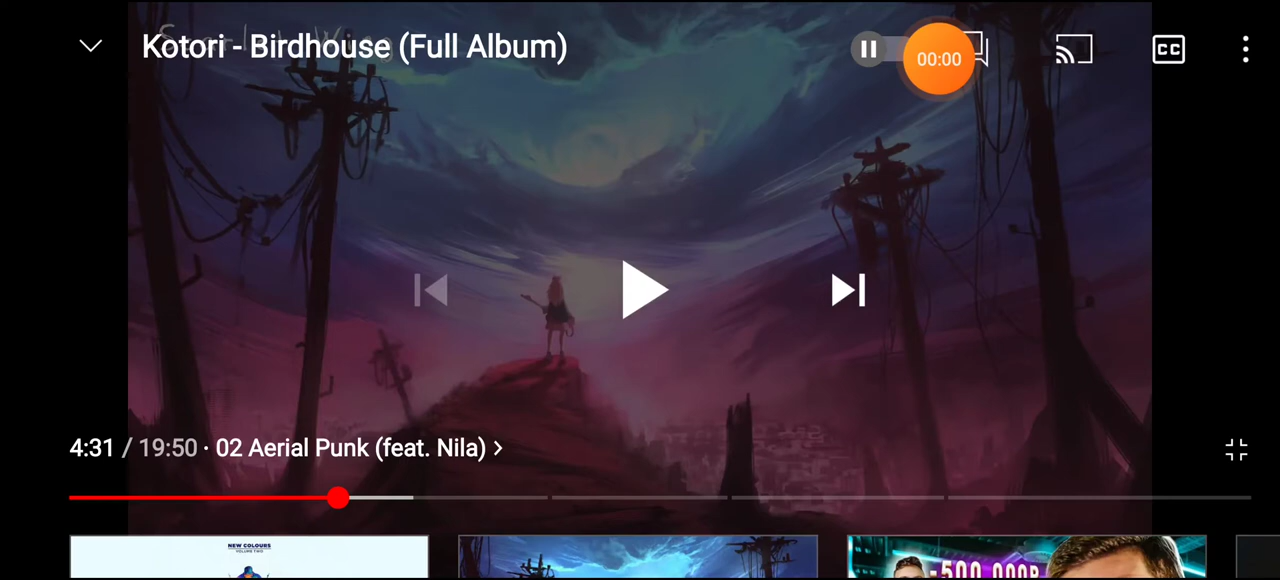 Kotori - Birdhouse (Full Album)
00:00
CC
4:31 / 19:50 · 02 Aerial Punk (feat. Nila) >
NEW COLOURS
VOLUME TWO
-500.000₽